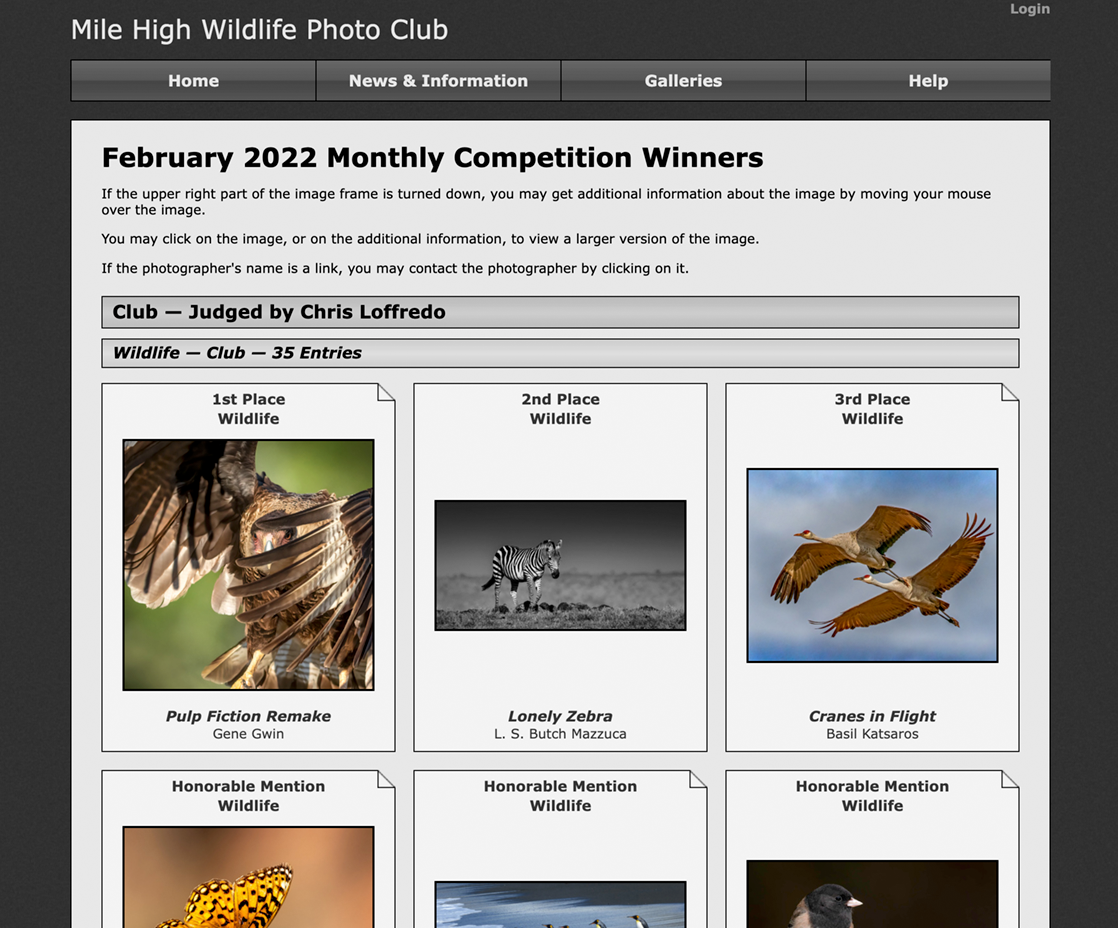 Login
Mile High Wildlife Photo Club
Home
News & Information
Galleries
Help
February 2022 Monthly Competition Winners
If the upper right part of the image frame is turned down, you may get additional information about the image by moving your mouse
over the image.
You may click on the image, or on the additional information, to view a larger version of the image.
If the photographer's name is a link, you may contact the photographer by clicking on it.
Club — Judged by Chris Loffredo
Wildlife — Club — 35 Entries
1st Place
Wildlife
Pulp Fiction Remake
Gene Gwin
2nd Place
Wildlife
Lonely Zebra
L. S. Butch Mazzuca
3rd Place
Wildlife
Cranes in Flight
Basil Katsaros
Honorable Mention
Wildlife
Honorable Mention
Wildlife
Honorable Mention
Wildlife